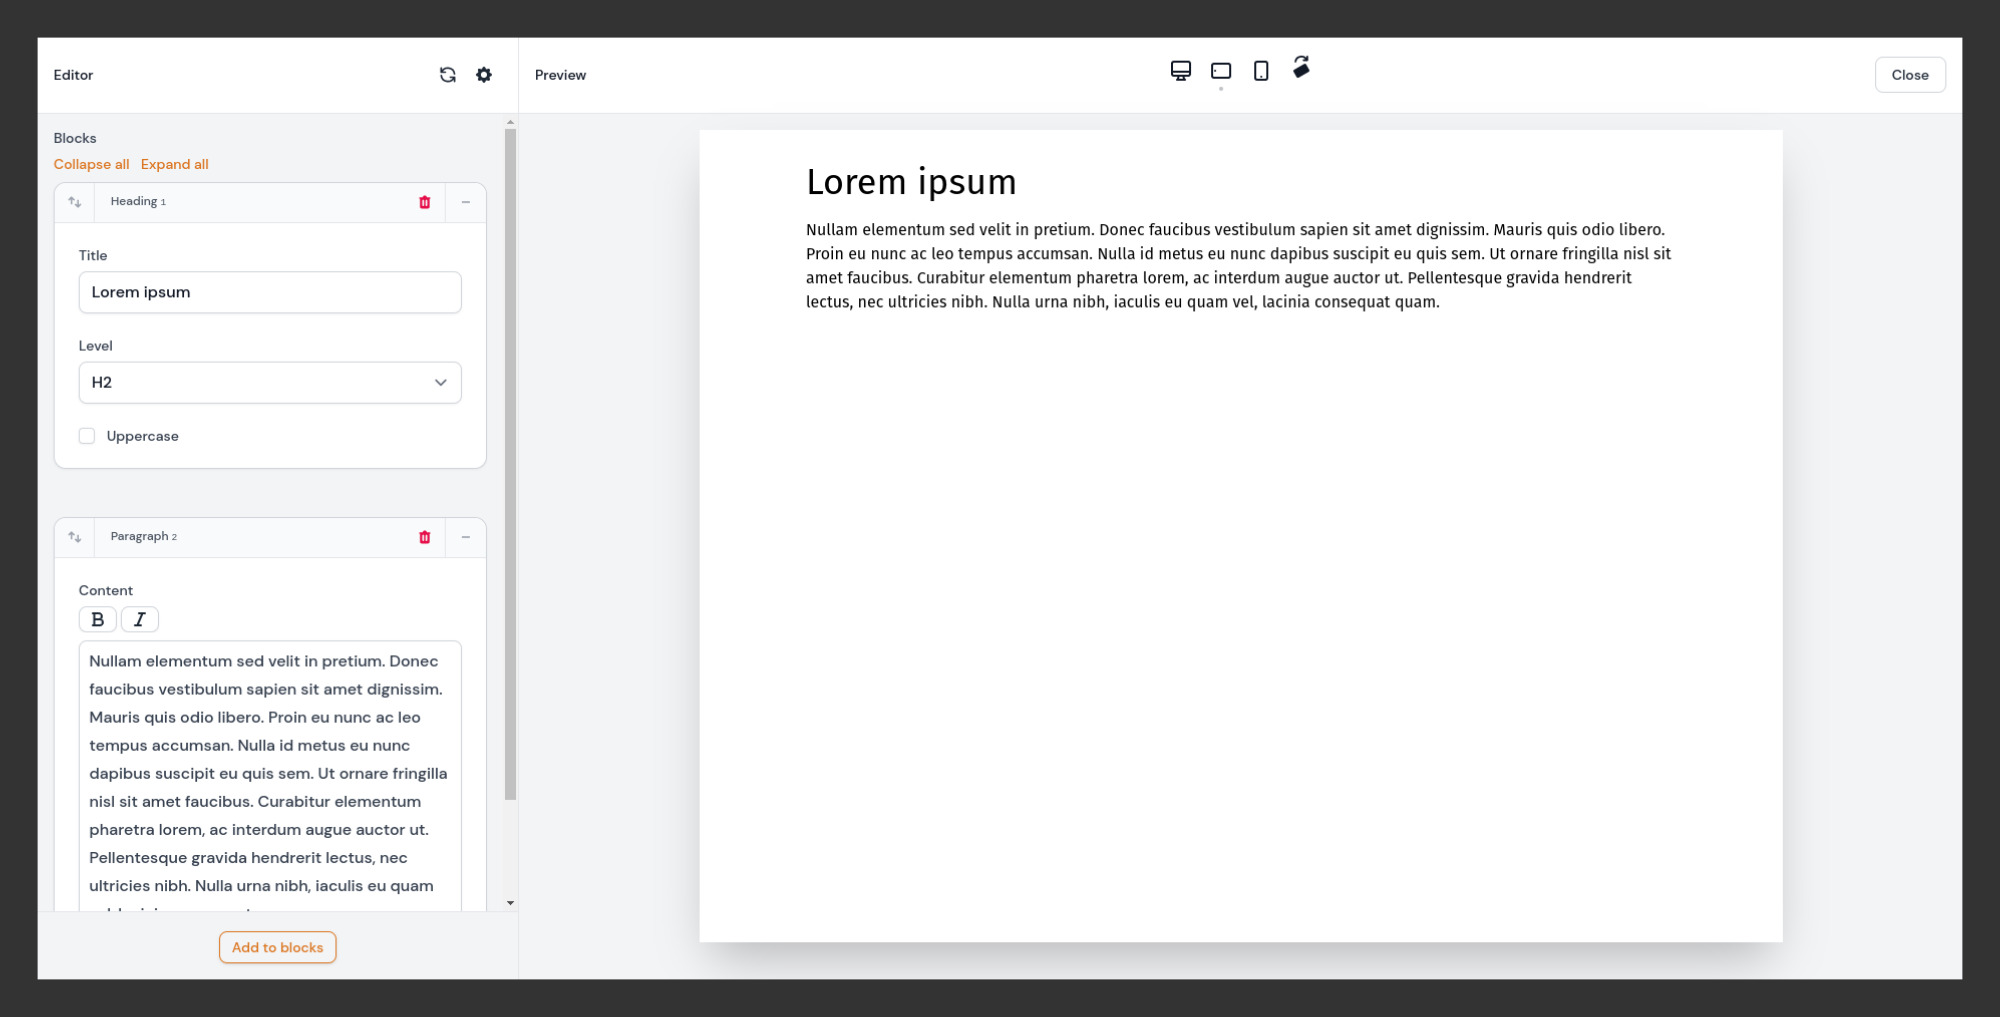 Editor
Preview
Close
Blocks
Collapse all Expand all
Heading 1
Title
Lorem ipsum
Level
H2
Uppercase
Paragraph 2
Content
B I
Nullam elementum sed velit in pretium. Donec
faucibus vestibulum sapien sit amet dignissim.
Mauris quis odio libero. Proin eu nunc ac leo
tempus accumsan. Nulla id metus eu nunc
dapibus suscipit eu quis sem. Ut ornare fringilla
nisl sit amet faucibus. Curabitur elementum
pharetra lorem, ac interdum augue auctor ut.
Pellentesque gravida hendrerit lectus, nec
ultricies nibh. Nulla urna nibh, iaculis eu quam
Add to blocks
Lorem ipsum
Nullam elementum sed velit in pretium. Donec faucibus vestibulum sapien sit amet dignissim. Mauris quis odio libero.
Proin eu nunc ac leo tempus accumsan. Nulla id metus eu nunc dapibus suscipit eu quis sem. Ut ornare fringilla nisl sit
amet faucibus. Curabitur elementum pharetra lorem, ac interdum augue auctor ut. Pellentesque gravida hendrerit
lectus, nec ultricies nibh. Nulla urna nibh, iaculis eu quam vel, lacinia consequat quam.